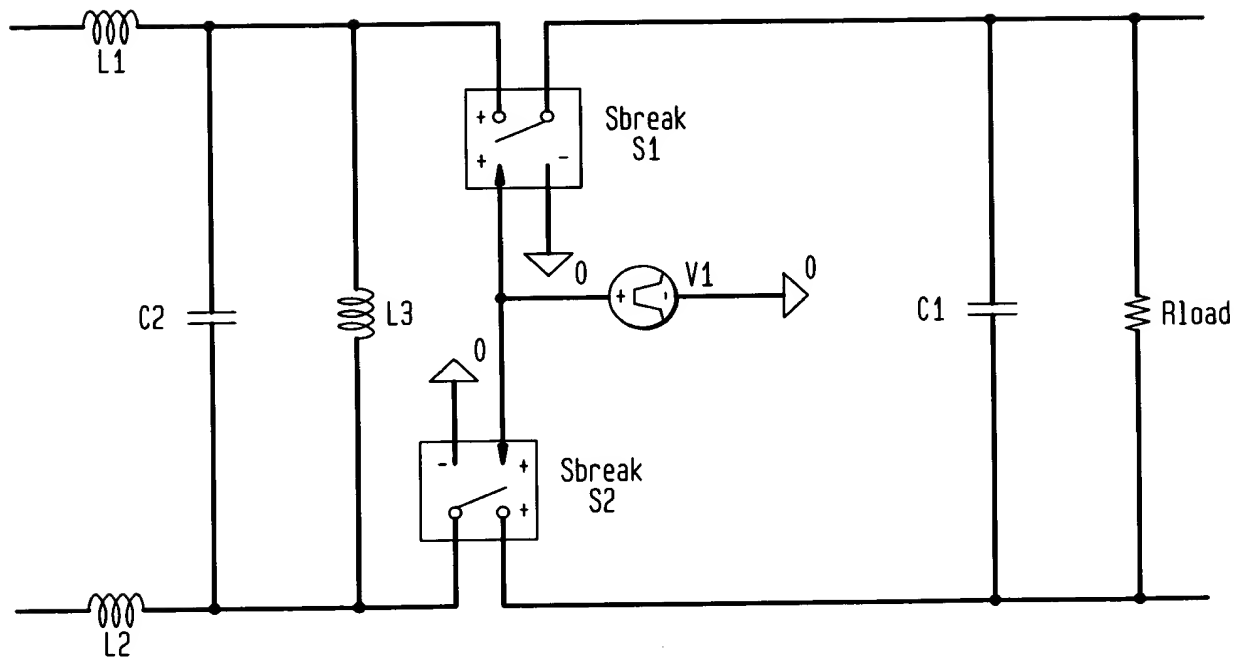 L1
+
Sbreak
S1
+ -
0
V1
0
+ -
C2
L3
C1
Rload
0
- +
Sbreak
S2
+
L2